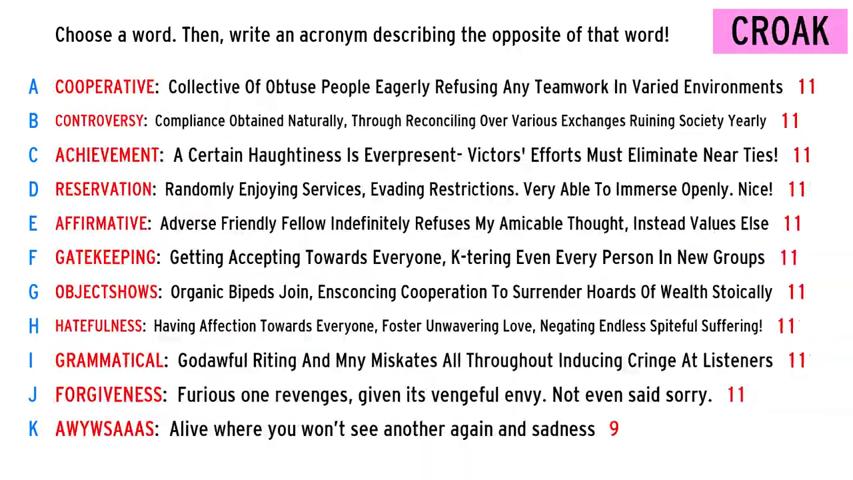 Choose a word. Then, write an acronym describing the opposite of that word!
CROAK
A COOPERATIVE: Collective Of Obtuse People Eagerly Refusing Any Teamwork In Varied Environments 11
B CONTROVERSY: Compliance Obtained Naturally, Through Reconciling Over Various Exchanges Ruining Society Yearly 11
C ACHIEVEMENT: A Certain Haughtiness Is Everpresent- Victors' Efforts Must Eliminate Near Ties! 11
D RESERVATION: Randomly Enjoying Services, Evading Restrictions. Very Able To Immerse Openly. Nice! 11
E AFFIRMATIVE: Adverse Friendly Fellow Indefinitely Refuses My Amicable Thought, Instead Values Else 11
F GATEKEEPING: Getting Accepting Towards Everyone, K-tering Even Every Person In New Groups 11
G OBJECTSHOWS: Organic Bipeds Join, Ensconcing Cooperation To Surrender Hoards Of Wealth Stoically 11
H HATEFULNESS: Having Affection Towards Everyone, Foster Unwavering Love, Negating Endless Spiteful Suffering! 11
I GRAMMATICAL: Godawful Riting And Mny Miskates All Throughout Inducing Cringe At Listeners 11
J FORGIVENESS: Furious one revenges, given its vengeful envy. Not even said sorry. 11
K AWYWSAAAS: Alive where you won't see another again and sadness 9